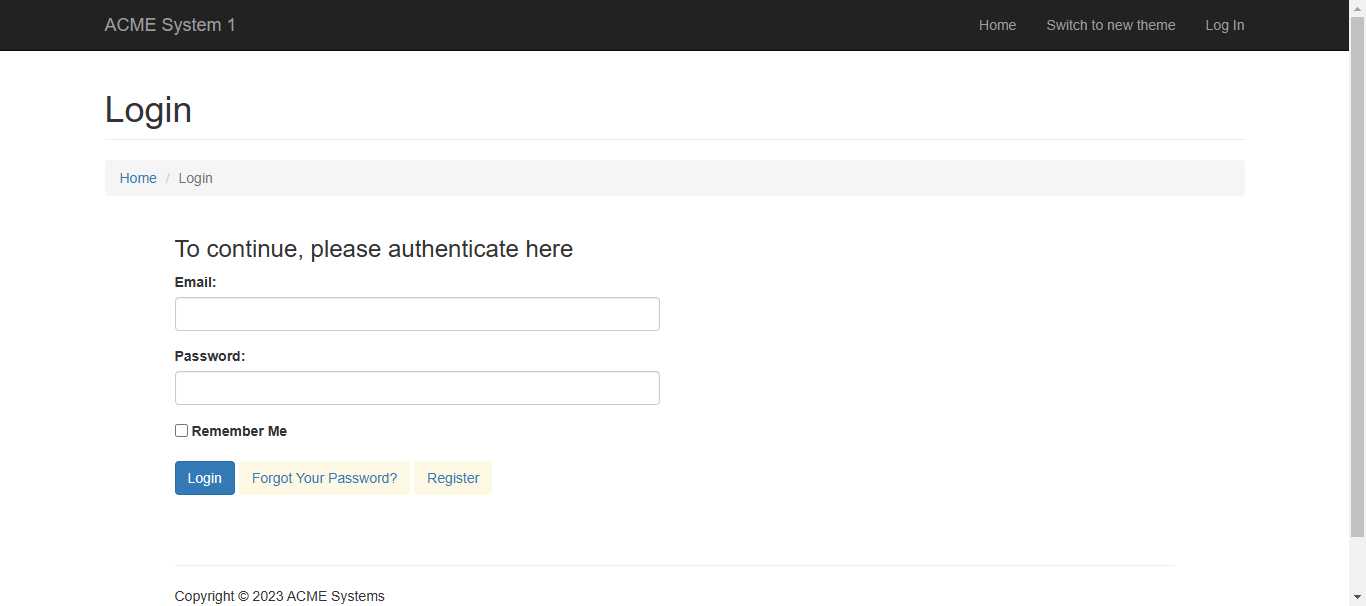 ACME System 1 Home Switch to new theme Log In
Login
Home / Login
To continue, please authenticate here
Email:
Password:
Remember Me
Login Forgot Your Password? Register
Copyright © 2023 ACME Systems